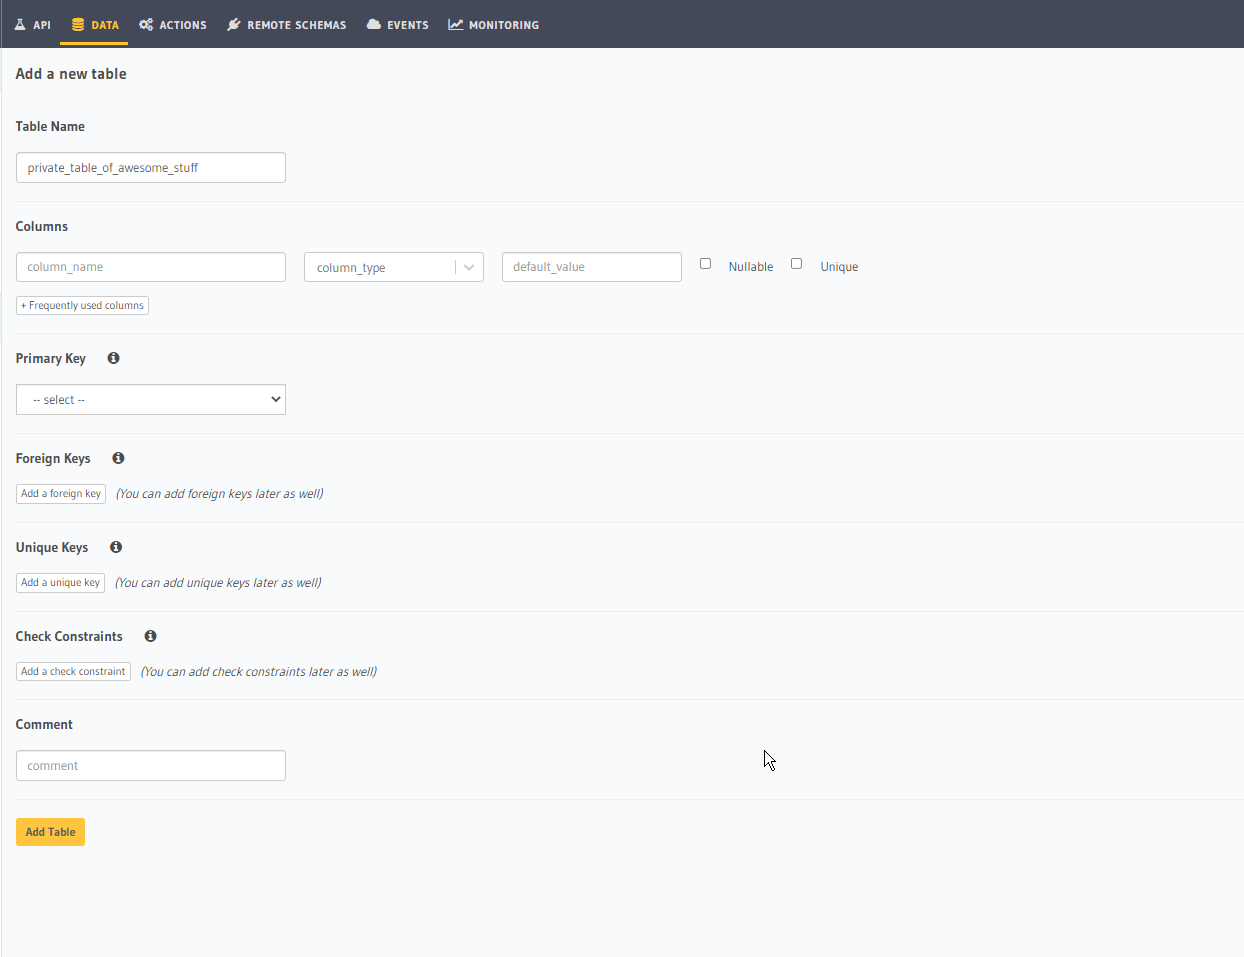 API DATA ACTIONS REMOTE SCHEMAS EVENTS MONITORING
Add a new table
Table Name
private_table_of_awesome_stuff
Columns
column_name column_type default_value Nullable Unique
+ Frequently used columns
Primary Key
-- select --
Foreign Keys
Add a foreign key (You can add foreign keys later as well)
Unique Keys
Add a unique key (You can add unique keys later as well)
Check Constraints
Add a check constraint (You can add check constraints later as well)
Comment
comment
Add Table